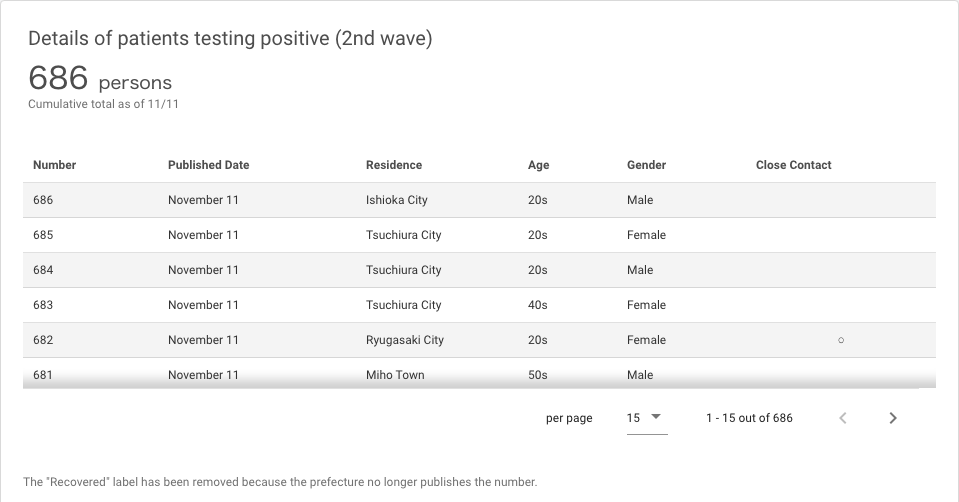 Details of patients testing positive (2nd wave)
686 persons
Cumulative total as of 11/11
Number Published Date Residence Age Gender Close Contact
686 November 11 Ishioka City 20s Male
685 November 11 Tsuchiura City 20s Female
684 November 11 Tsuchiura City 20s Male
683 November 11 Tsuchiura City 40s Female
682 November 11 Ryugasaki City 20s Female ○
681 November 11 Miho Town 50s Male
per page 15 1 - 15 out of 686
The "Recovered" label has been removed because the prefecture no longer publishes the number.